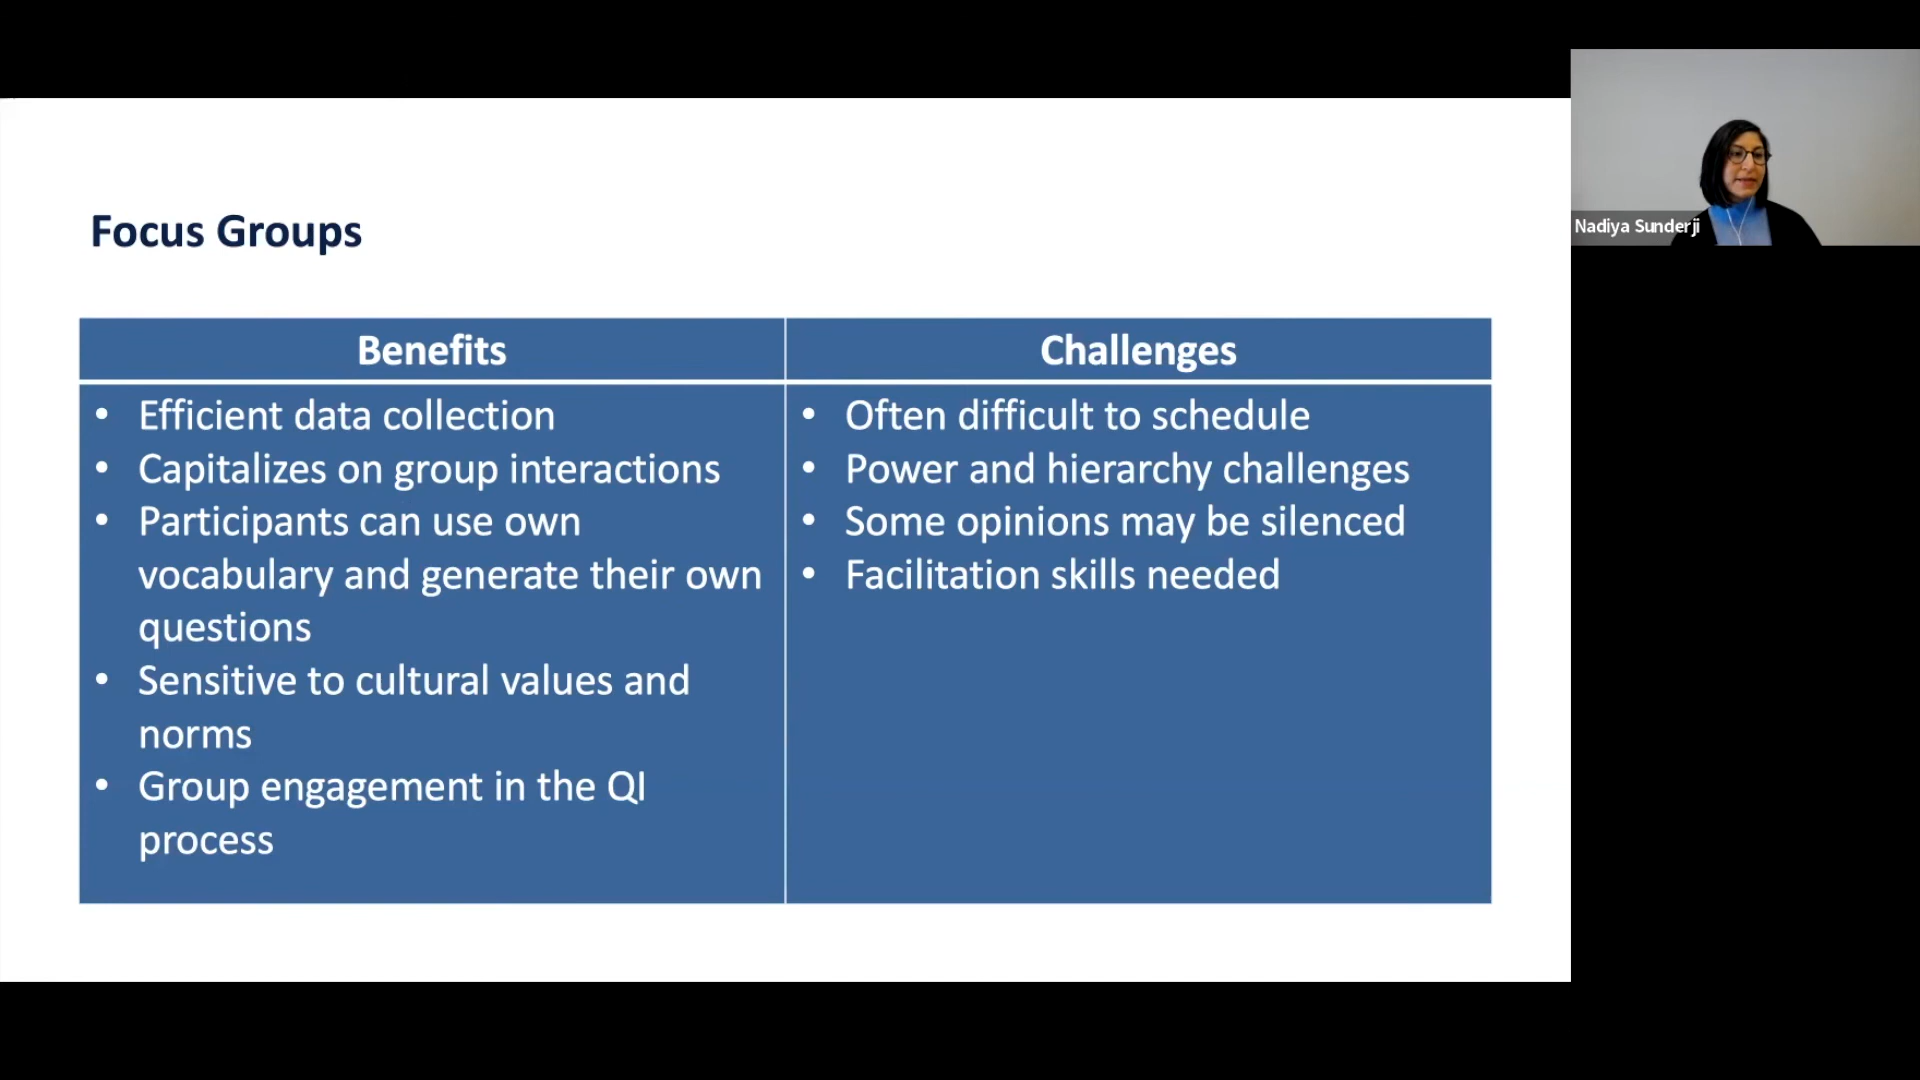 Focus Groups
Benefits
Challenges
• Efficient data collection
• Capitalizes on group interactions
• Participants can use own
vocabulary and generate their own
questions
• Sensitive to cultural values and
norms
• Group engagement in the QI
process
• Often difficult to schedule
• Power and hierarchy challenges
• Some opinions may be silenced
• Facilitation skills needed
Nadiya Sunderji